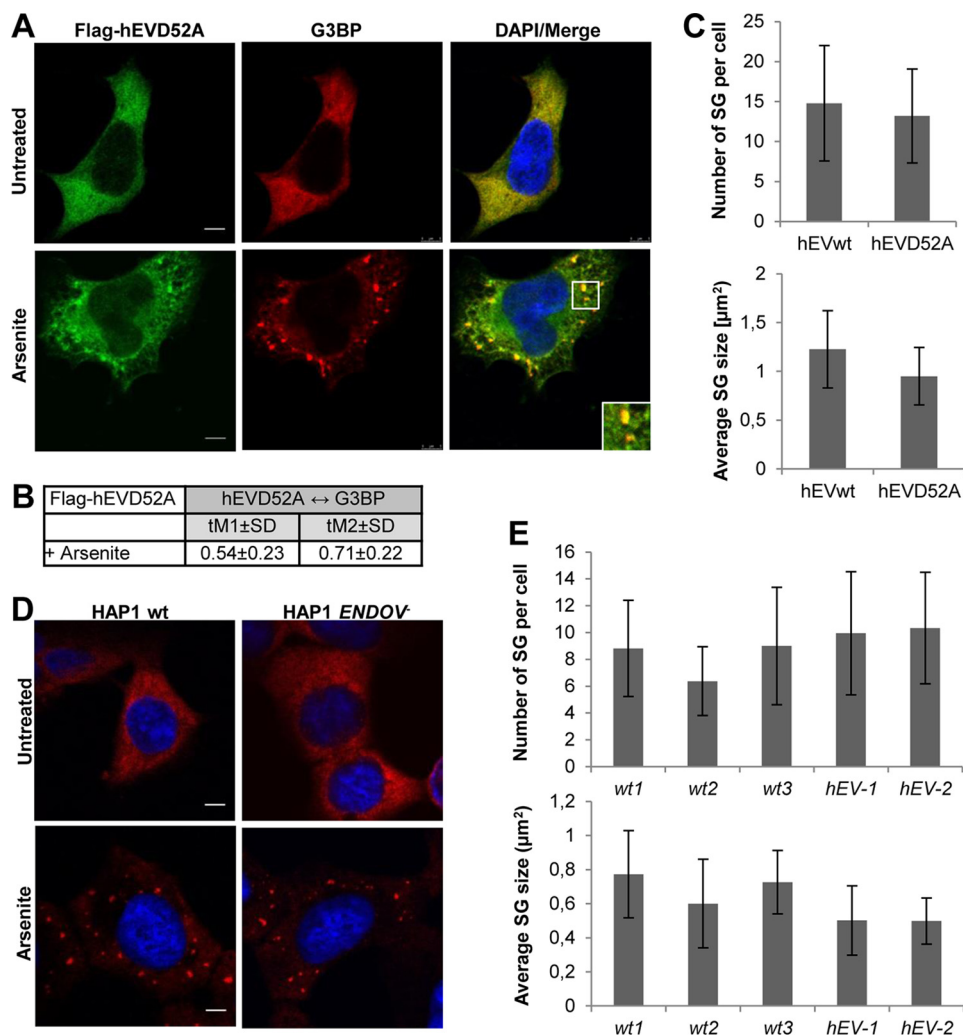 A
Flag-hEVD52A
G3BP
DAPI/Merge
Untreated
Arsenite
B
Flag-hEVD52A hEVD52A ↔ G3BP
tM1±SD tM2±SD
+ Arsenite 0.54±0.23 0.71±0.22
C
Number of SG per cell
25
20
15
10
5
0
hEVwt hEVD52A
Average SG size [µm²]
2
1,5
1
0,5
0
hEVwt hEVD52A
D
HAP1 wt
HAP1 ENDOV-
Untreated
Arsenite
E
Number of SG per cell
16
14
12
10
8
6
4
2
0
wt1 wt2 wt3 hEV-1 hEV-2
Average SG size (µm²)
1,2
1
0,8
0,6
0,4
0,2
0
wt1 wt2 wt3 hEV-1 hEV-2